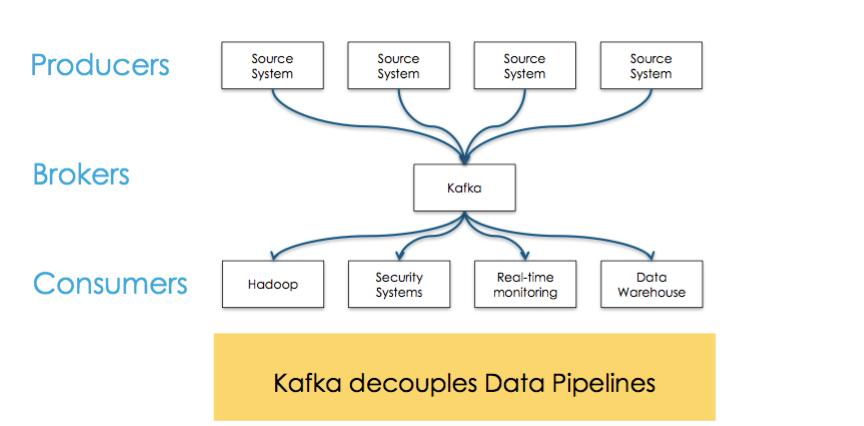 Producers
Source
System
Source
System
Source
System
Source
System
Brokers
Kafka
Consumers
Hadoop
Security
Systems
Real-time
monitoring
Data
Warehouse
Kafka decouples Data Pipelines